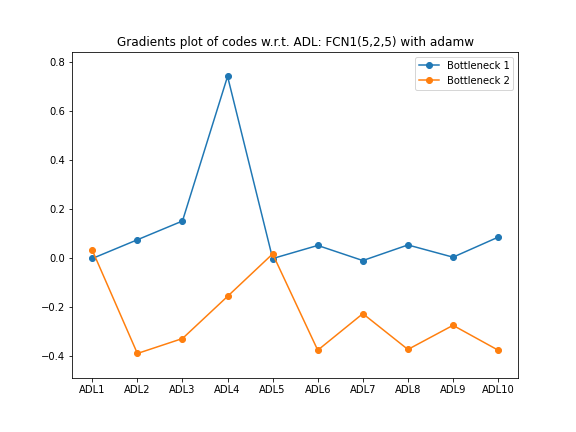 Gradients plot of codes w.r.t. ADL: FCN1(5,2,5) with adamw
Bottleneck 1
Bottleneck 2
0.8
0.6
0.4
0.2
0.0
−0.2
−0.4
ADL1 ADL2 ADL3 ADL4 ADL5 ADL6 ADL7 ADL8 ADL9 ADL10